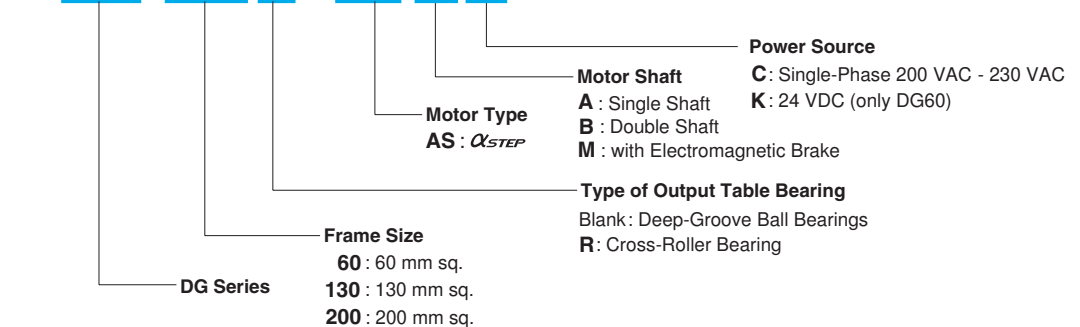 Power Source
C : Single-Phase 200 VAC - 230 VAC
K : 24 VDC (only DG60)
Motor Shaft
A : Single Shaft
B : Double Shaft
M : with Electromagnetic Brake
Motor Type
AS : αSTEP
Type of Output Table Bearing
Blank : Deep-Groove Ball Bearings
R : Cross-Roller Bearing
Frame Size
60 : 60 mm sq.
130 : 130 mm sq.
200 : 200 mm sq.
DG Series